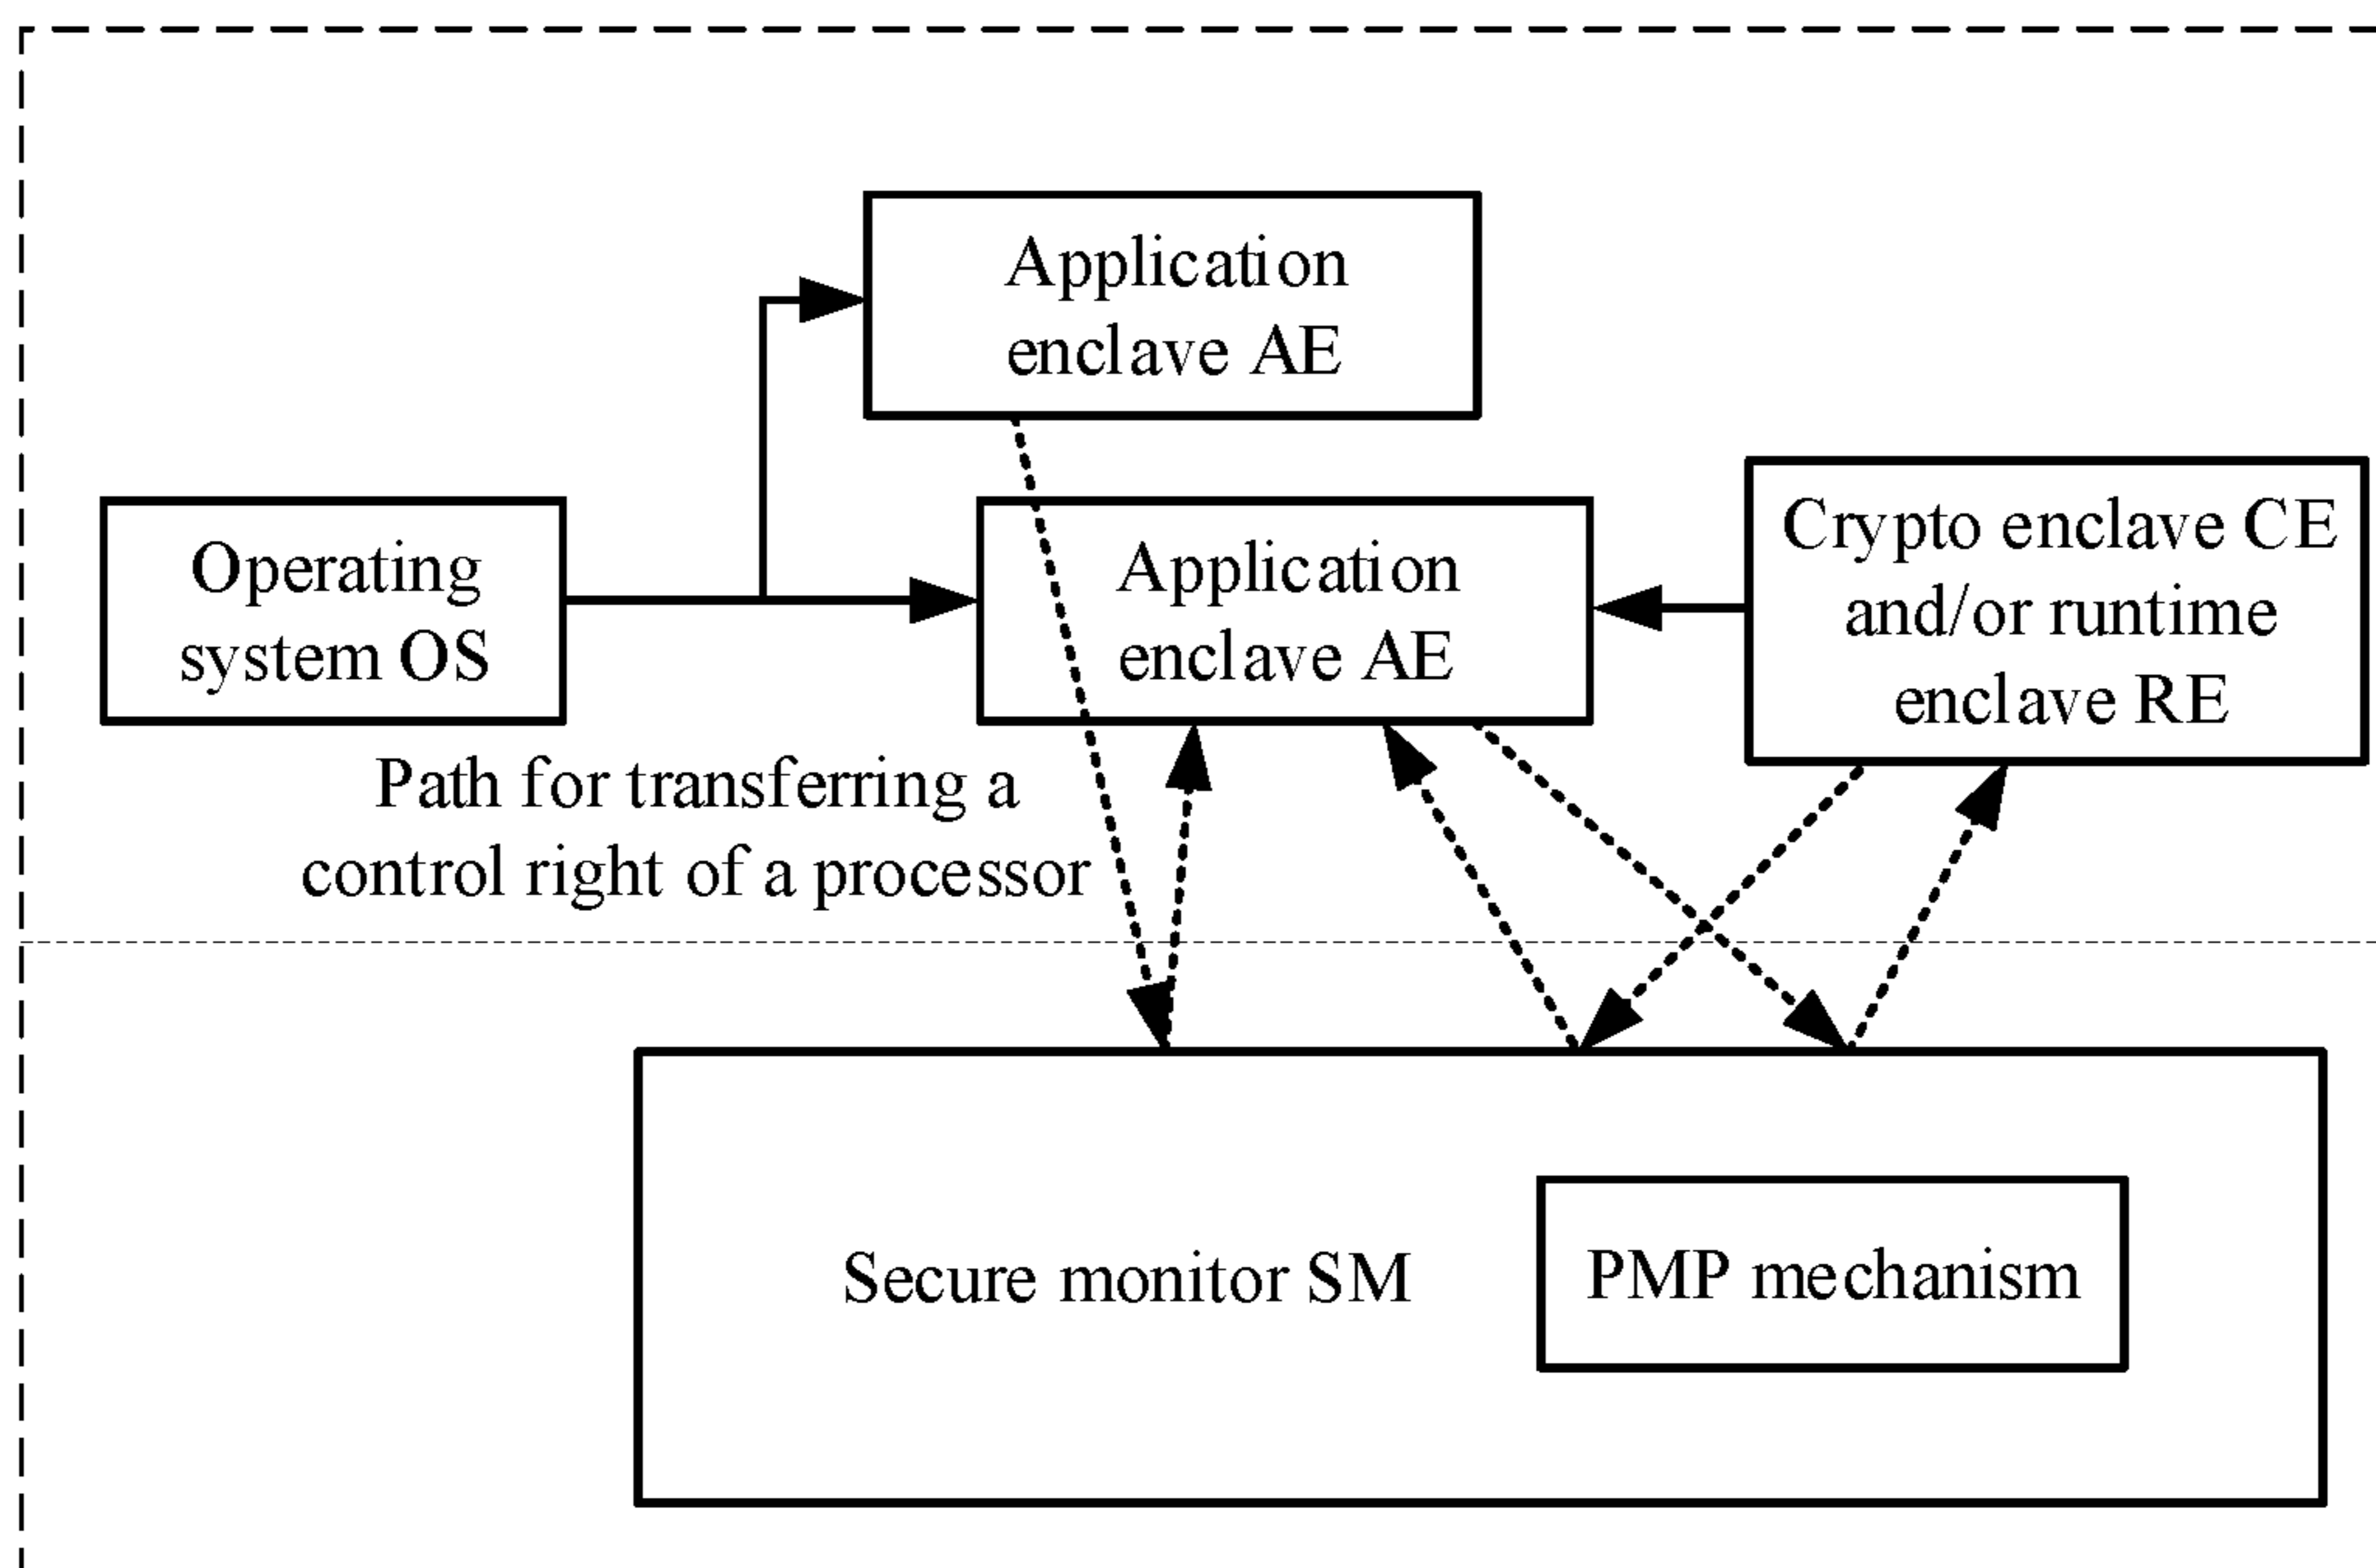 Application
enclave AE
Operating
system OS
Application
enclave AE
Crypto enclave CE
and/or runtime
enclave RE
Path for transferring a
control right of a processor
Secure monitor SM
PMP mechanism